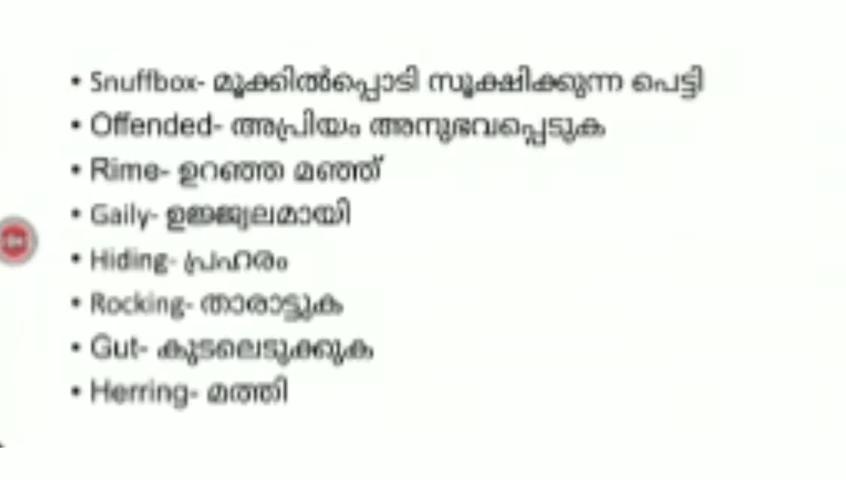 • Snuffbox- മൂക്കിൽപ്പൊടി സൂക്ഷിക്കുന്ന പെട്ടി
• Offended- അപ്രിയം അനുഭവപ്പെടുക
• Rime- ഉറഞ്ഞ മഞ്ഞ്
• Gaily- ഉജ്ജ്വലമായി
• Hiding- പ്രഹരം
• Rocking- താരാട്ടുക
• Gut- കുടലെടുക്കുക
• Herring- മത്തി